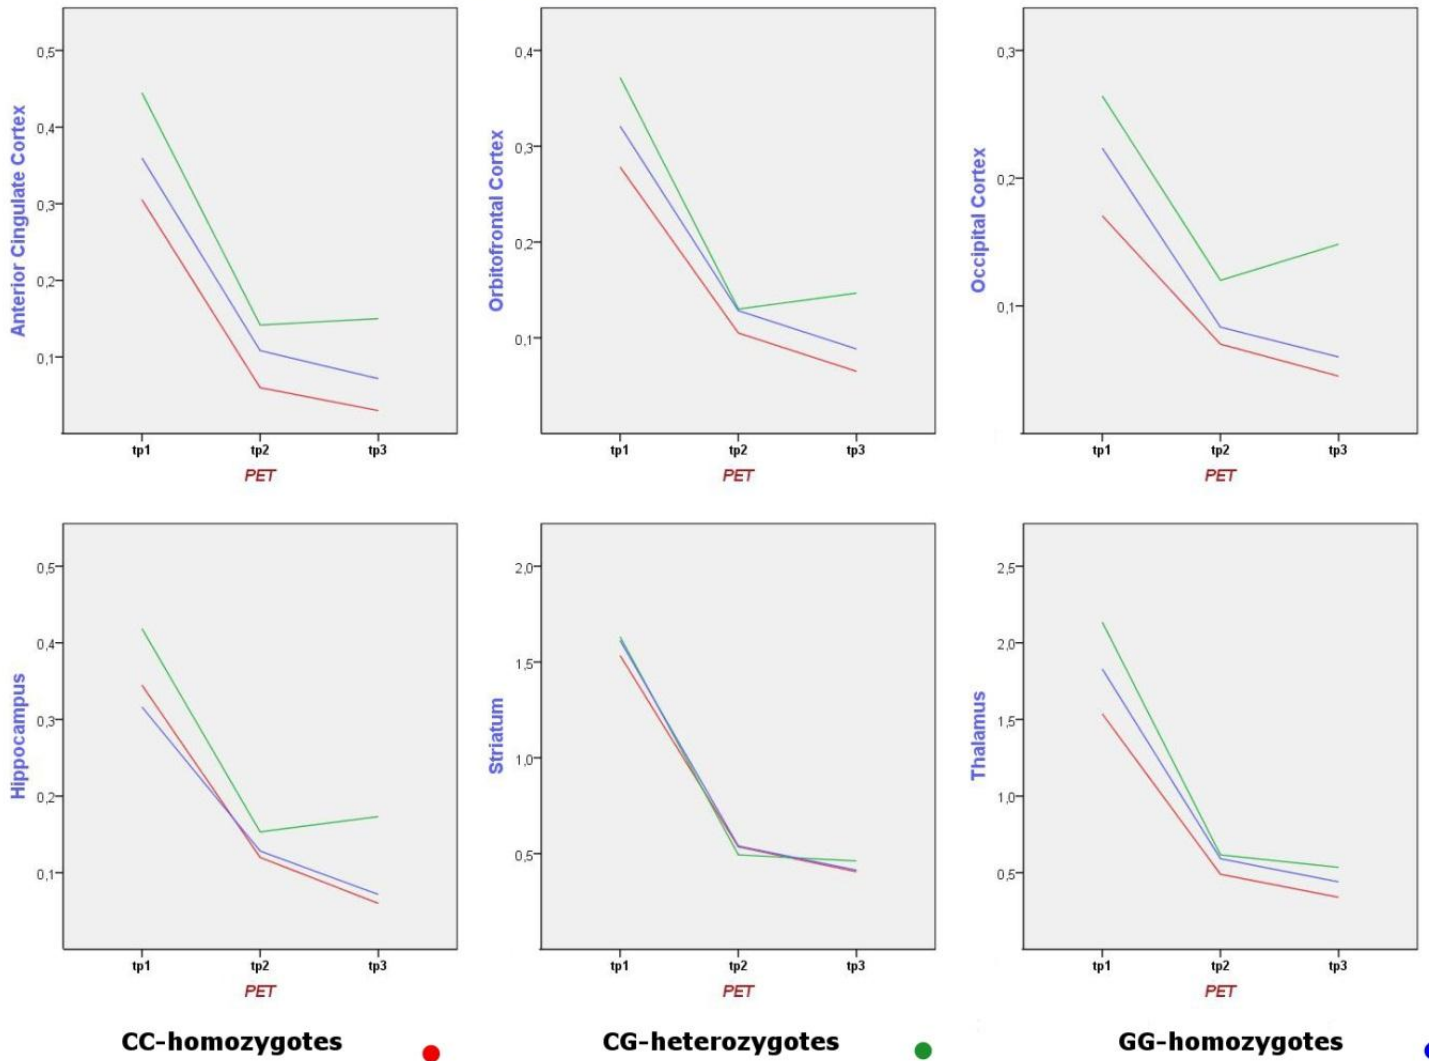 Anterior Cingulate Cortex
0,5
0,4
0,3
0,2
0,1
tp1 tp2 tp3
PET
Orbitofrontal Cortex
0,4
0,3
0,2
0,1
tp1 tp2 tp3
PET
Occipital Cortex
0,3
0,2
0,1
tp1 tp2 tp3
PET
Hippocampus
0,5
0,4
0,3
0,2
0,1
tp1 tp2 tp3
PET
Striatum
2,0
1,5
1,0
0,5
tp1 tp2 tp3
PET
Thalamus
2,5
2,0
1,5
1,0
0,5
tp1 tp2 tp3
PET
CC-homozygotes CG-heterozygotes GG-homozygotes